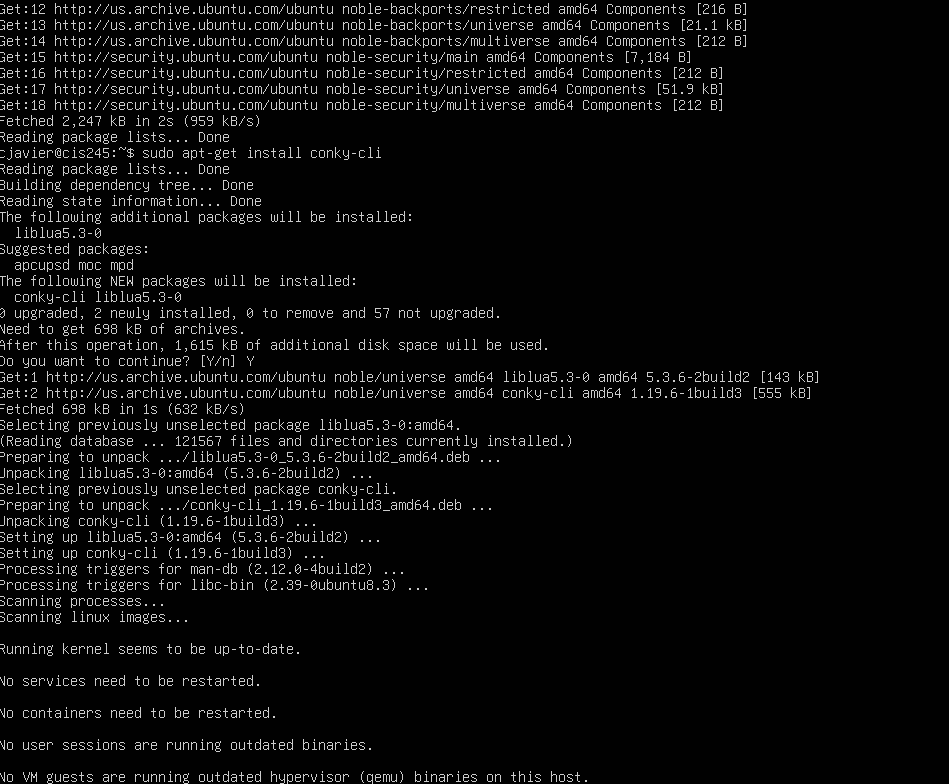 Get:12 http://us.archive.ubuntu.com/ubuntu noble-backports/restricted amd64 Components [216 B]
Get:13 http://us.archive.ubuntu.com/ubuntu noble-backports/universe amd64 Components [21.1 kB]
Get:14 http://us.archive.ubuntu.com/ubuntu noble-backports/multiverse amd64 Components [212 B]
Get:15 http://security.ubuntu.com/ubuntu noble-security/main amd64 Components [7,184 B]
Get:16 http://security.ubuntu.com/ubuntu noble-security/restricted amd64 Components [212 B]
Get:17 http://security.ubuntu.com/ubuntu noble-security/universe amd64 Components [51.9 kB]
Get:18 http://security.ubuntu.com/ubuntu noble-security/multiverse amd64 Components [212 B]
Fetched 2,247 kB in 2s (959 kB/s)
Reading package lists... Done
cjavier@cis245:~$ sudo apt-get install conky-cli
Reading package lists... Done
Building dependency tree... Done
Reading state information... Done
The following additional packages will be installed:
  liblua5.3-0
Suggested packages:
  apcupsd moc mpd
The following NEW packages will be installed:
  conky-cli liblua5.3-0
0 upgraded, 2 newly installed, 0 to remove and 57 not upgraded.
Need to get 698 kB of archives.
After this operation, 1,615 kB of additional disk space will be used.
Do you want to continue? [Y/n] Y
Get:1 http://us.archive.ubuntu.com/ubuntu noble/universe amd64 liblua5.3-0 amd64 5.3.6-2build2 [143 kB]
Get:2 http://us.archive.ubuntu.com/ubuntu noble/universe amd64 conky-cli amd64 1.19.6-1build3 [555 kB]
Fetched 698 kB in 1s (632 kB/s)
Selecting previously unselected package liblua5.3-0:amd64.
(Reading database ... 121567 files and directories currently installed.)
Preparing to unpack .../liblua5.3-0_5.3.6-2build2_amd64.deb ...
Unpacking liblua5.3-0:amd64 (5.3.6-2build2) ...
Selecting previously unselected package conky-cli.
Preparing to unpack .../conky-cli_1.19.6-1build3_amd64.deb ...
Unpacking conky-cli (1.19.6-1build3) ...
Setting up liblua5.3-0:amd64 (5.3.6-2build2) ...
Setting up conky-cli (1.19.6-1build3) ...
Processing triggers for man-db (2.12.0-4build2) ...
Processing triggers for libc-bin (2.39-0ubuntu8.3) ...
Scanning processes...
Scanning linux images...
Running kernel seems to be up-to-date.
No services need to be restarted.
No containers need to be restarted.
No user sessions are running outdated binaries.
No VM guests are running outdated hypervisor (qemu) binaries on this host.